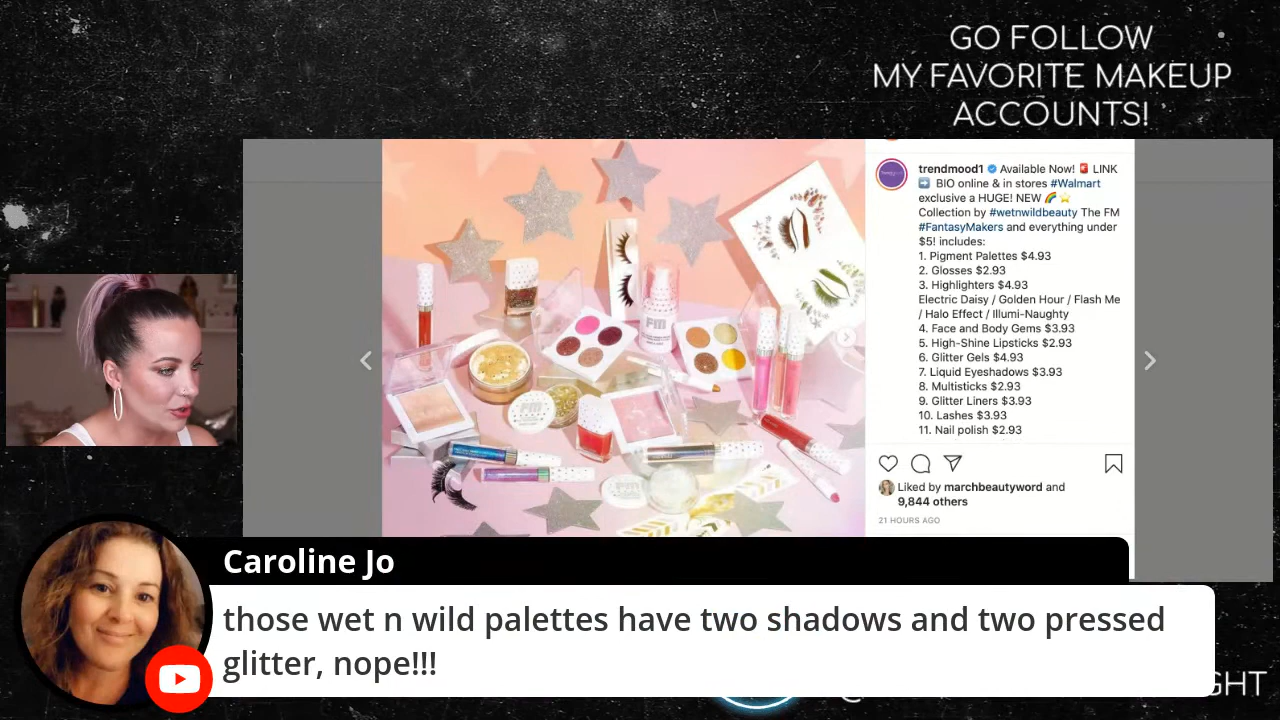 GO FOLLOW
MY FAVORITE MAKEUP
ACCOUNTS!
trendmood1 Available Now! 🚨 LINK
➡️ BIO online & in stores #Walmart
exclusive a HUGE! NEW 🌈⭐
Collection by #wetnwildbeauty The FM
#FantasyMakers and everything under
$5! includes:
1. Pigment Palettes $4.93
2. Glosses $2.93
3. Highlighters $4.93
Electric Daisy / Golden Hour / Flash Me
/ Halo Effect / Illumi-Naughty
4. Face and Body Gems $3.93
5. High-Shine Lipsticks $2.93
6. Glitter Gels $4.93
7. Liquid Eyeshadows $3.93
8. Multisticks $2.93
9. Glitter Liners $3.93
10. Lashes $3.93
11. Nail polish $2.93
Liked by marchbeautyword and
9,844 others
21 HOURS AGO
FM
FM
Caroline Jo
those wet n wild palettes have two shadows and two pressed
glitter, nope!!!